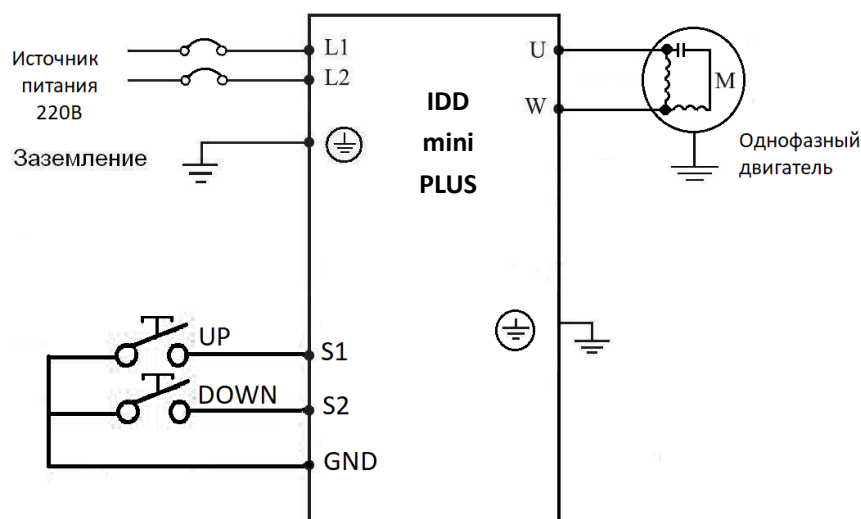 Источник
питания
220В
L1
L2
Заземление
IDD
mini
PLUS
U
W
M
Однофазный
двигатель
UP
S1
DOWN
S2
GND